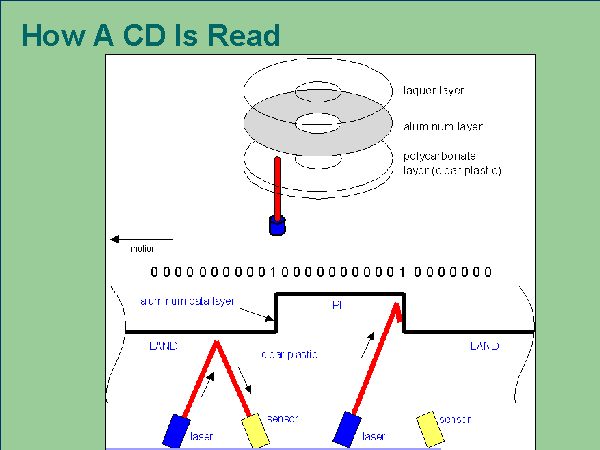 How A CD Is Read
laquer layer
aluminum layer
polycarbonate
layer (clear plastic)
motion
0 0 0 0 0 0 0 0 0 0 1 0 0 0 0 0 0 0 0 0 0 1 0 0 0 0 0 0 0
aluminum data layer
PIT
LAND
clear plastic
LAND
sensor
sensor
laser
laser